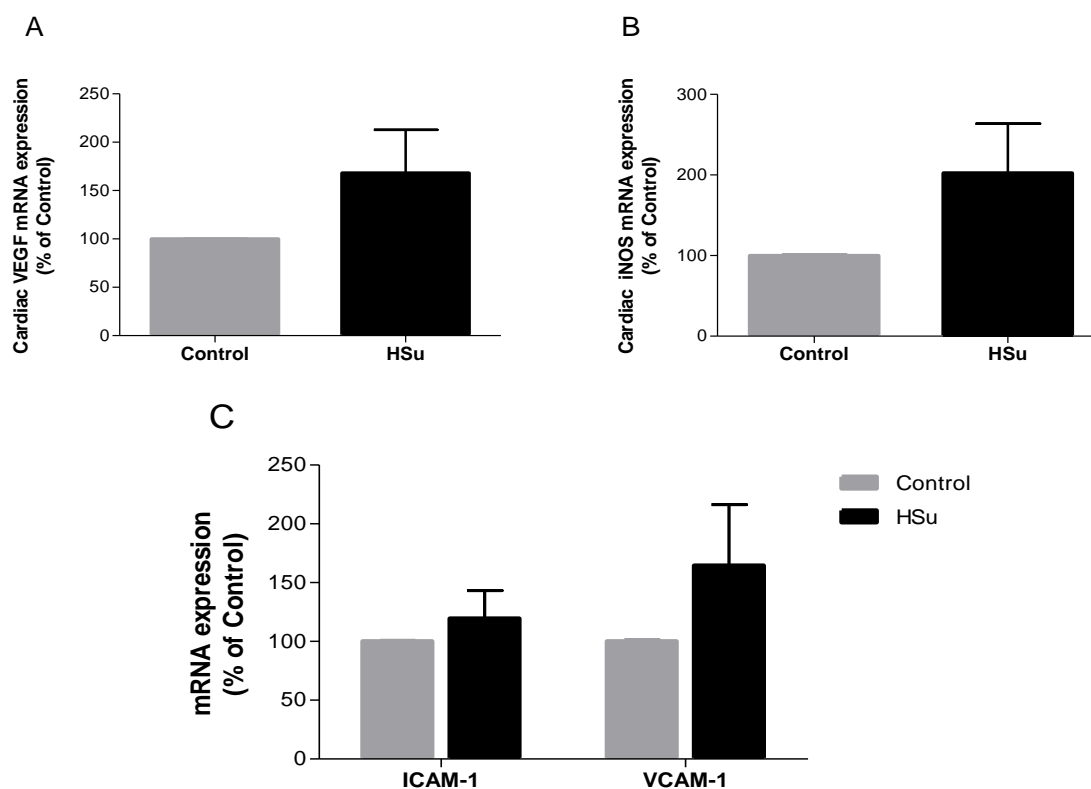 A
Cardiac VEGF mRNA expression
(% of Control)
250
200
150
100
50
0
Control HSu
B
Cardiac iNOS mRNA expression
(% of Control)
300
200
100
0
Control HSu
C
mRNA expression
(% of Control)
250
200
150
100
50
0
ICAM-1 VCAM-1
Control
HSu